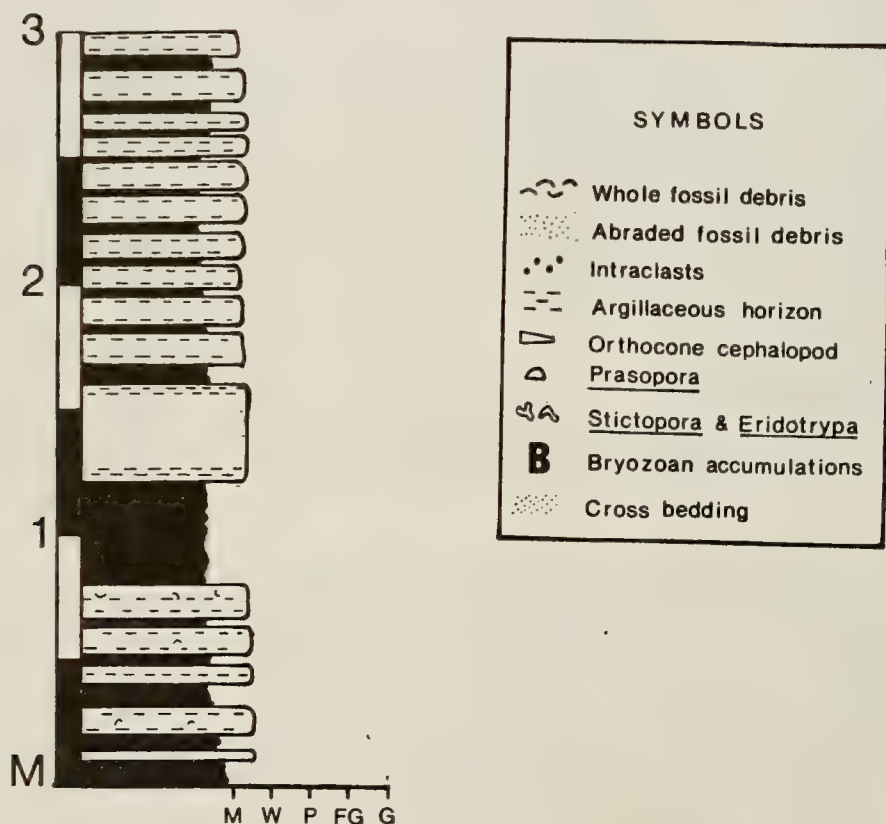 3
2
1
M
M W P FG G
SYMBOLS
Whole fossil debris
Abraded fossil debris
Intraclasts
Argillaceous horizon
Orthocone cephalopod
Prasopora
Stictopora & Eridotrypa
B Bryozoan accumulations
Cross bedding